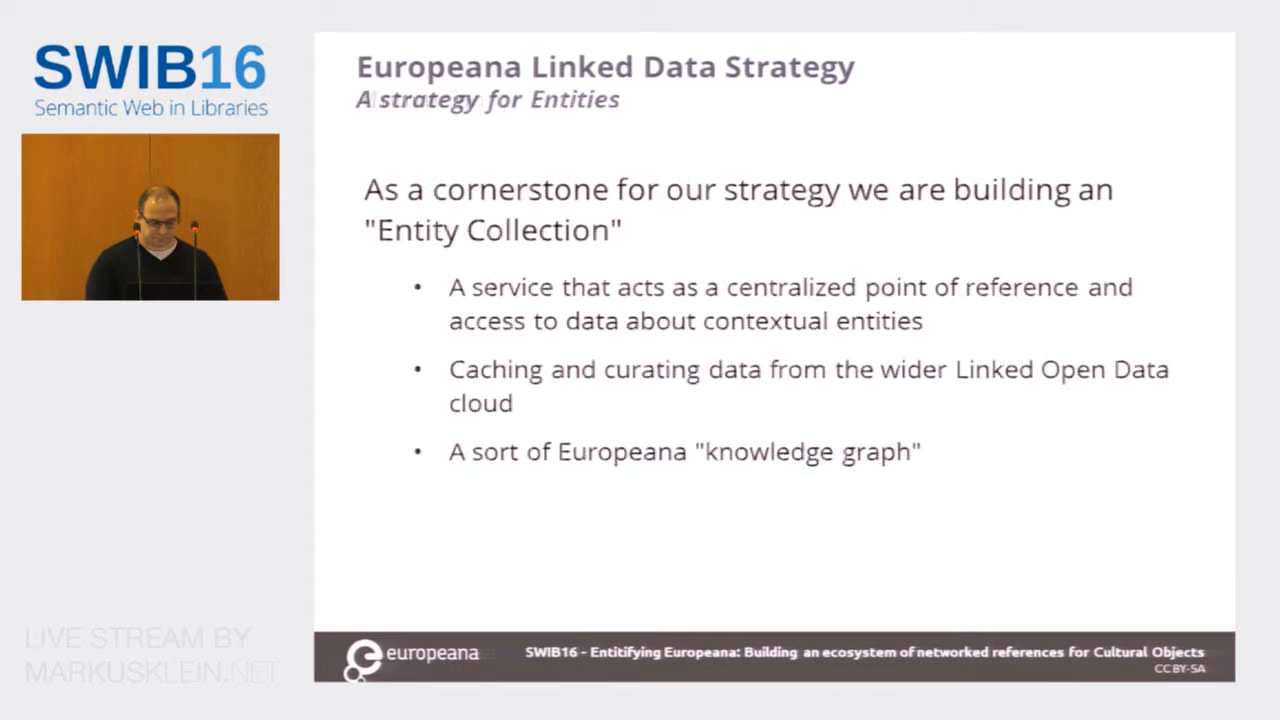 SWIB16
Semantic Web in Libraries
Europeana Linked Data Strategy
A strategy for Entities
As a cornerstone for our strategy we are building an
"Entity Collection"
• A service that acts as a centralized point of reference and
access to data about contextual entities
• Caching and curating data from the wider Linked Open Data
cloud
• A sort of Europeana "knowledge graph"
LIVE STREAM BY
MARKUSKLEIN.NET
europeana
SWIB16 - Entitifying Europeana: Building an ecosystem of networked references for Cultural Objects
CC BY-SA